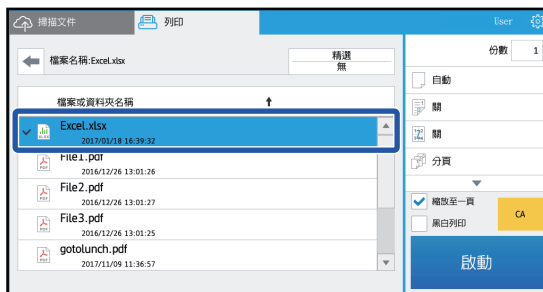 掃描文件
列印
User
檔案名稱:Excel.xlsx
精選
無
份數 1
檔案或資料夾名稱 ↑
Excel.xlsx
2017/01/18 16:39:32
File1.pdf
2016/12/26 13:01:26
File2.pdf
2016/12/26 13:01:27
File3.pdf
2016/12/26 13:01:25
gotolunch.pdf
2017/11/09 11:36:57
自動
關
關
分頁
縮放至一頁
黑白列印
CA
啟動